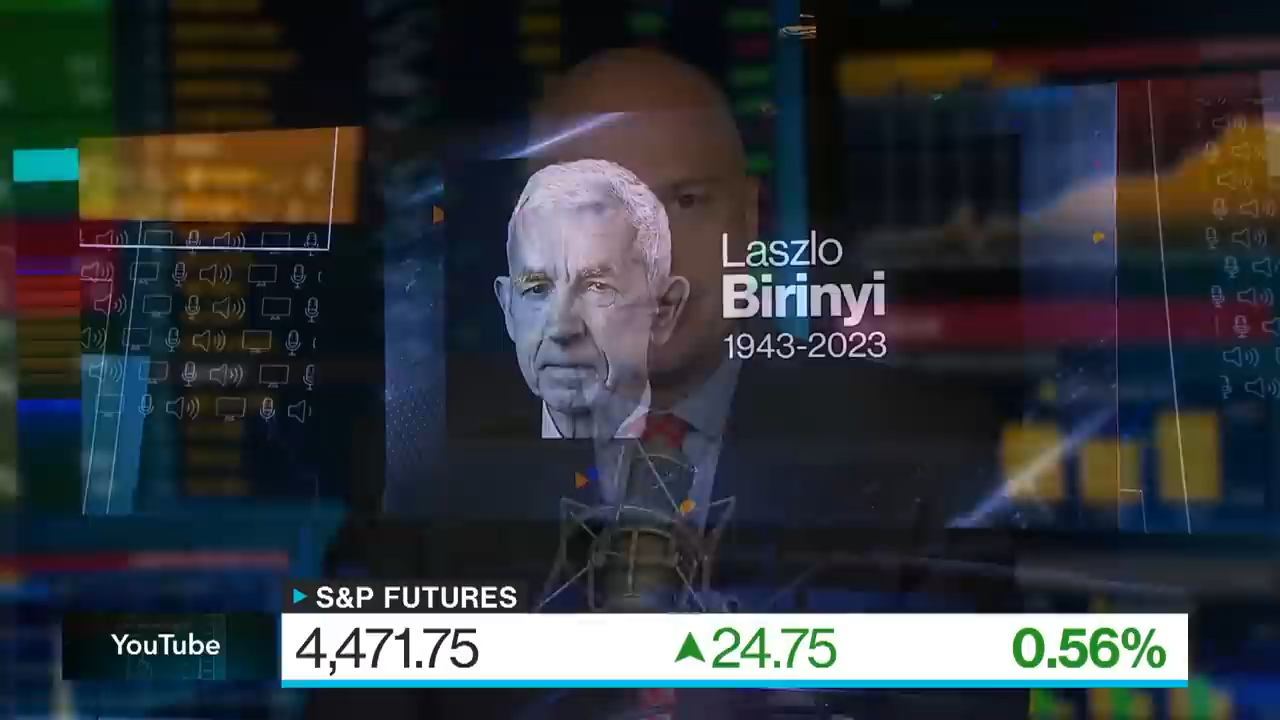 Laszlo
Birinyi
1943-2023
S&P FUTURES
YouTube
4,471.75 24.75 0.56%